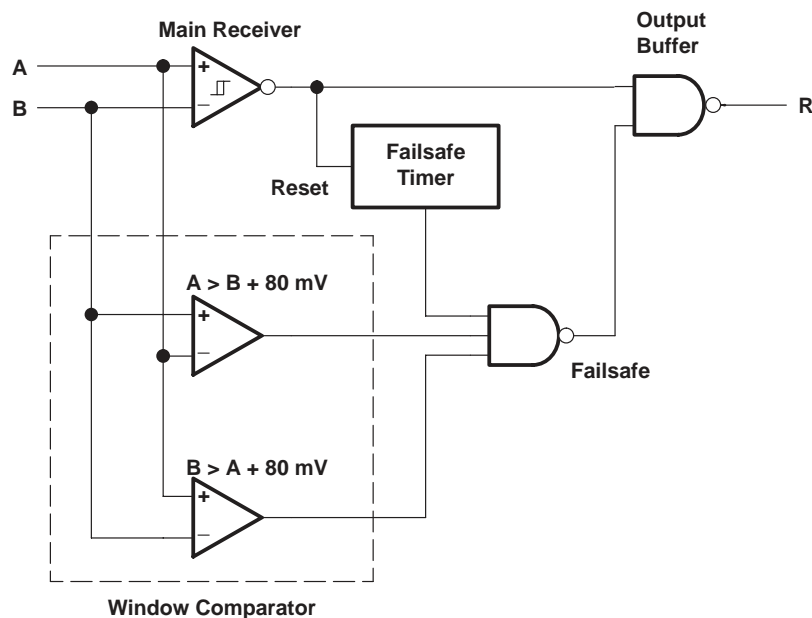 Main Receiver
Output
Buffer
A
B
+
–
R
Failsafe
Timer
Reset
A > B + 80 mV
+
–
Failsafe
B > A + 80 mV
+
–
Window Comparator